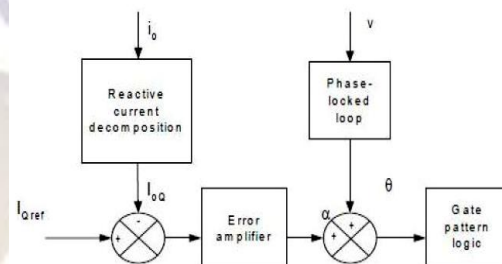 i₀
v
Reactive
current
decomposition
Phase-
locked
loop
I₀Q
θ
IQref
-
+
Error
amplifier
α
+
+
Gate
pattern
logic